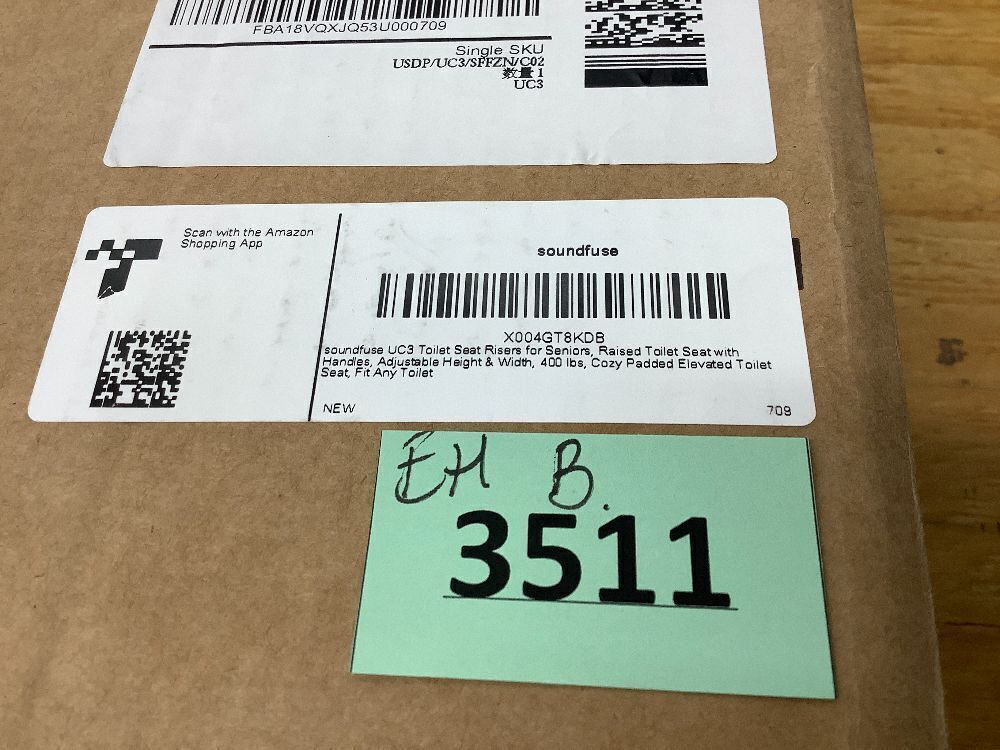 FBA18VQXJQ53U000709
Single SKU
USDP/UC3/SFFZN/C02
数量 1
UC3
Scan with the Amazon
Shopping App
soundfuse
X004GT8KDB
soundfuse UC3 Toilet Seat Risers for Seniors, Raised Toilet Seat with
Handles, Adjustable Height & Width, 400 lbs, Cozy Padded Elevated Toilet
Seat, Fit Any Toilet
NEW
709
EH B.
3511